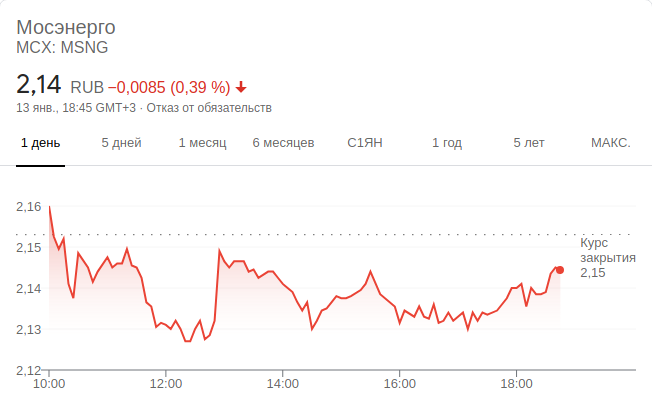 Мосэнерго
MCX: MSNG
2,14 RUB −0,0085 (0,39 %)
13 янв., 18:45 GMT+3 · Отказ от обязательств
1 день 5 дней 1 месяц 6 месяцев С1ЯН 1 год 5 лет МАКС.
2,16
2,15
2,14
2,13
2,12
Курс
закрытия
2,15
10:00 12:00 14:00 16:00 18:00